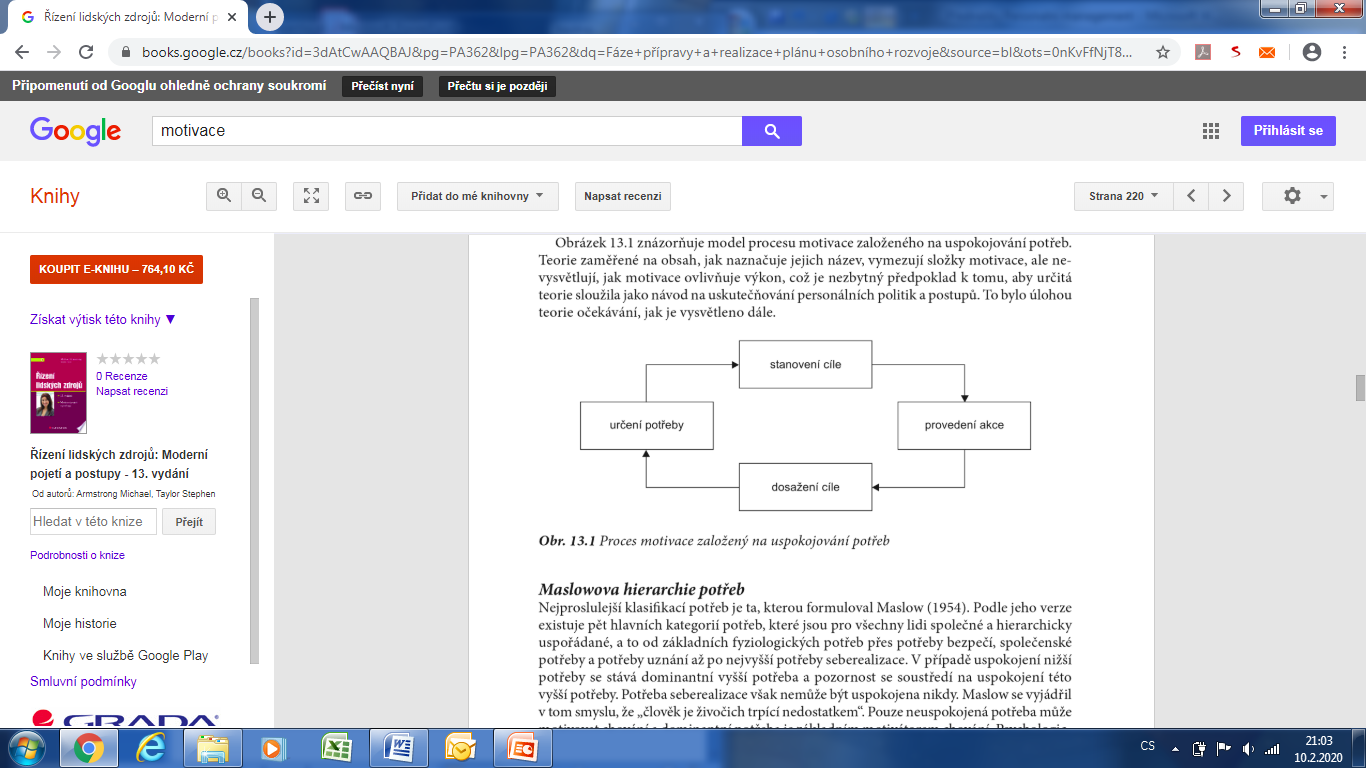 Řízení lidských zdrojů: Moderní p
books.google.cz/books?id=3dAtCwAAQBAJ&pg=PA362&lpg=PA362&dq=Fáze+přípravy+a+realizace+plánu+osobního+rozvoje&source=bl&ots=0nKvFfNjT8...
Připomenutí od Googlu ohledně ochrany soukromí
Přečíst nyní
Přečtu si je později
Google
motivace
Přihlásit se
Knihy
Přidat do mé knihovny
Napsat recenzi
Strana 220
KOUPIT E-KNIHU – 764,10 KČ
Získat výtisk této knihy ▼
Řízení
lidských zdrojů
0 Recenze
Napsat recenzi
Řízení lidských zdrojů: Moderní
pojetí a postupy - 13. vydání
Od autorů: Armstrong Michael, Taylor Stephen
Hledat v této knize
Přejít
Podrobnosti o knize
Moje knihovna
Moje historie
Knihy ve službě Google Play
Smluvní podmínky
GRADA
Obrázek 13.1 znázorňuje model procesu motivace založeného na uspokojování potřeb.
Teorie zaměřené na obsah, jak naznačuje jejich název, vymezují složky motivace, ale ne-
vysvětlují, jak motivace ovlivňuje výkon, což je nezbytný předpoklad k tomu, aby určitá
teorie sloužila jako návod na uskutečňování personálních politik a postupů. To bylo úlohou
teorie očekávání, jak je vysvětleno dále.
stanovení cíle
určení potřeby
provedení akce
dosažení cíle
Obr. 13.1 Proces motivace založený na uspokojování potřeb
Maslowova hierarchie potřeb
Nejproslulejší klasifikací potřeb je ta, kterou formuloval Maslow (1954). Podle jeho verze
existuje pět hlavních kategorií potřeb, které jsou pro všechny lidi společné a hierarchicky
uspořádané, a to od základních fyziologických potřeb přes potřeby bezpečí, společenské
potřeby a potřeby uznání až po nejvyšší potřeby seberealizace. V případě uspokojení nižší
potřeby se stává dominantní vyšší potřeba a pozornost se soustředí na uspokojení této
vyšší potřeby. Potřeba seberealizace však nemůže být uspokojena nikdy. Maslow se vyjádřil
v tom smyslu, že „člověk je živočich trpící nedostatkem“. Pouze neuspokojená potřeba může
CS
21:03
10.2.2020